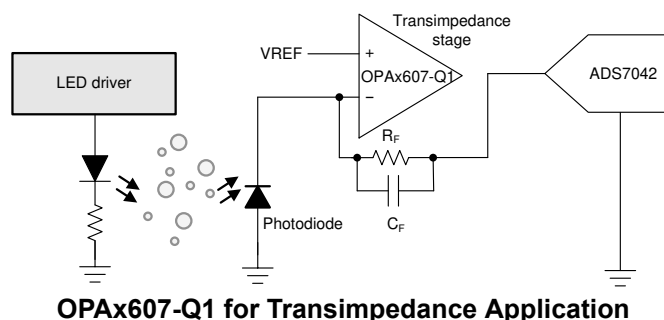 Transimpedance
stage
VREF
+
OPAx607-Q1
−
ADS7042
LED driver
RF
Photodiode
CF
OPAx607-Q1 for Transimpedance Application